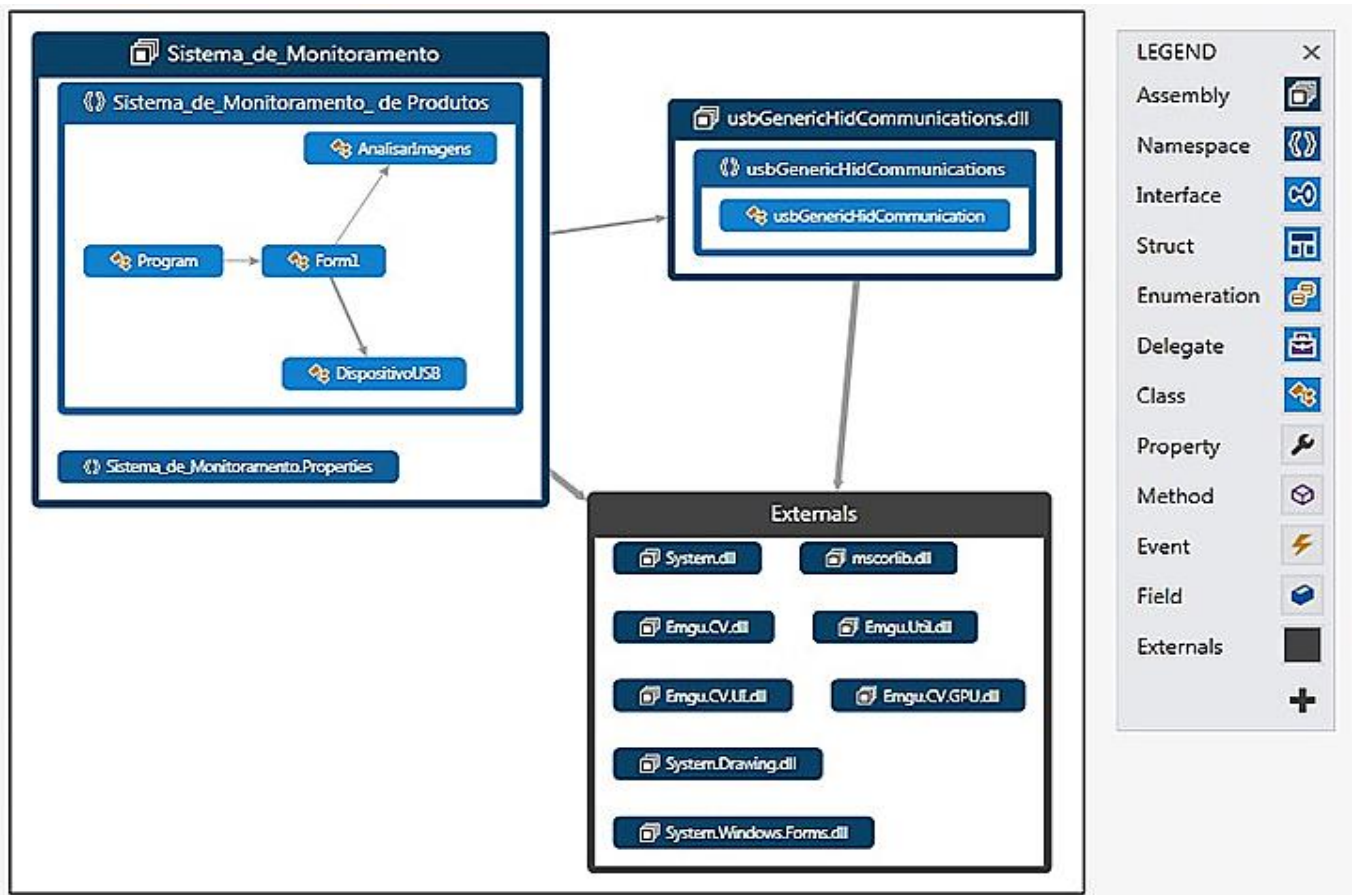 Sistema_de_Monitoramento
Sistema_de_Monitoramento_ de Produtos
AnalisarImagens
Program
Form1
DispositivoUSB
Sistema_de_Monitoramento.Properties
usbGenericHidCommunications.dll
usbGenericHidCommunications
usbGenericHidCommunication
Externals
System.dll
mscorlib.dll
Emgu.CV.dll
Emgu.Util.dll
Emgu.CV.UI.dll
Emgu.CV.GPU.dll
System.Drawing.dll
System.Windows.Forms.dll
LEGEND
Assembly
Namespace
Interface
Struct
Enumeration
Delegate
Class
Property
Method
Event
Field
Externals